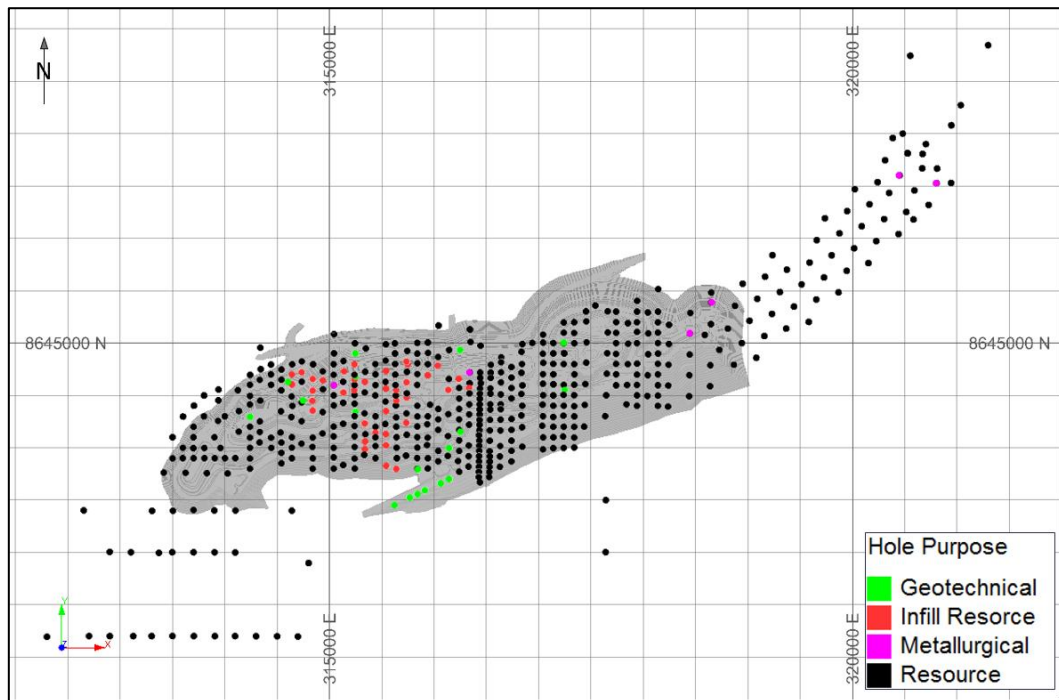 N
315000 E
320000 E
8645000 N
8645000 N
Hole Purpose
Geotechnical
Infill Resorce
Metallurgical
Resource
Y
Z
X
315000 E
320000 E